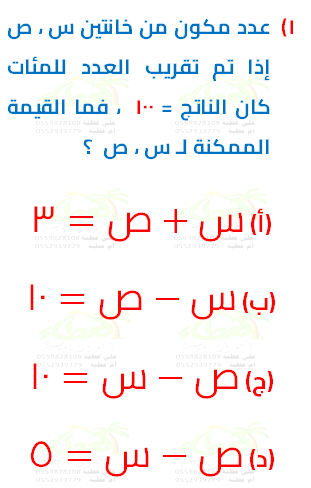 ١) عدد مكون من خانتين س ، ص
إذا تم تقريب العدد للمئات
كان الناتج = ١٠٠ ، فما القيمة
الممكنة لـ س ، ص ؟
(أ) س + ص = ٣
(ب) س − ص = ١٠
(ج) ص − س = ١٠
(د) ص − س = ٥